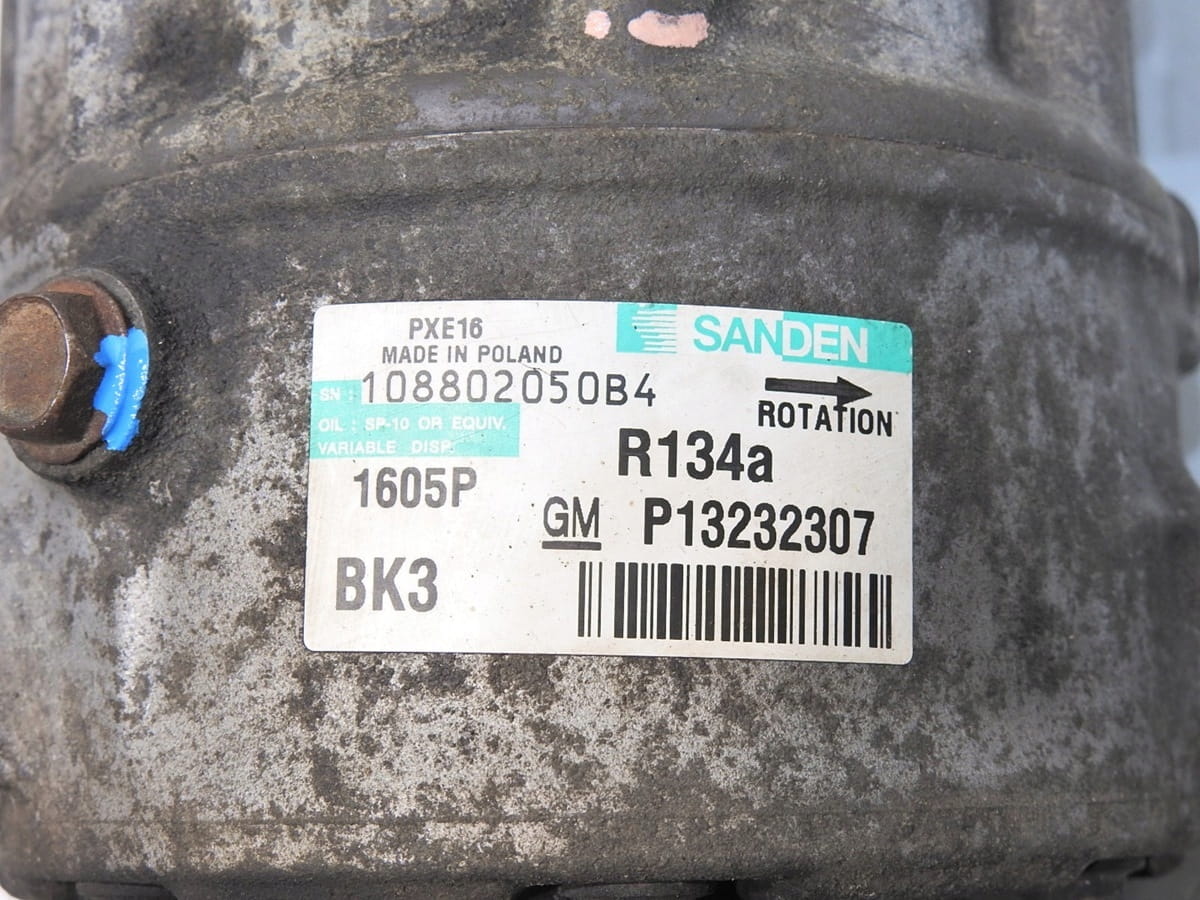 PXE16
SANDEN
MADE IN POLAND
SN : 108802050B4
ROTATION
OIL : SP-10 OR EQUIV.
VARIABLE DISP.
R134a
1605P
GM P13232307
BK3